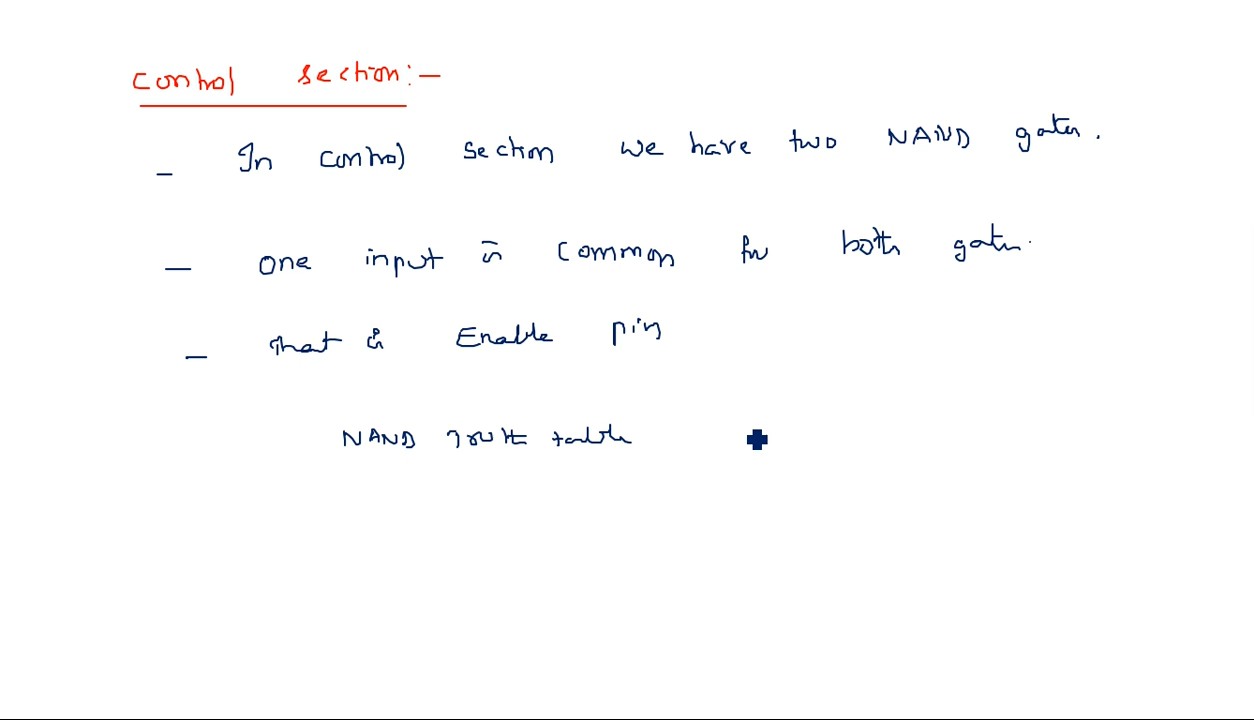 Control section:-
- In control section we have two NAND gates.
- one input is common for both gates.
- That is Enable pin
NAND Truth table